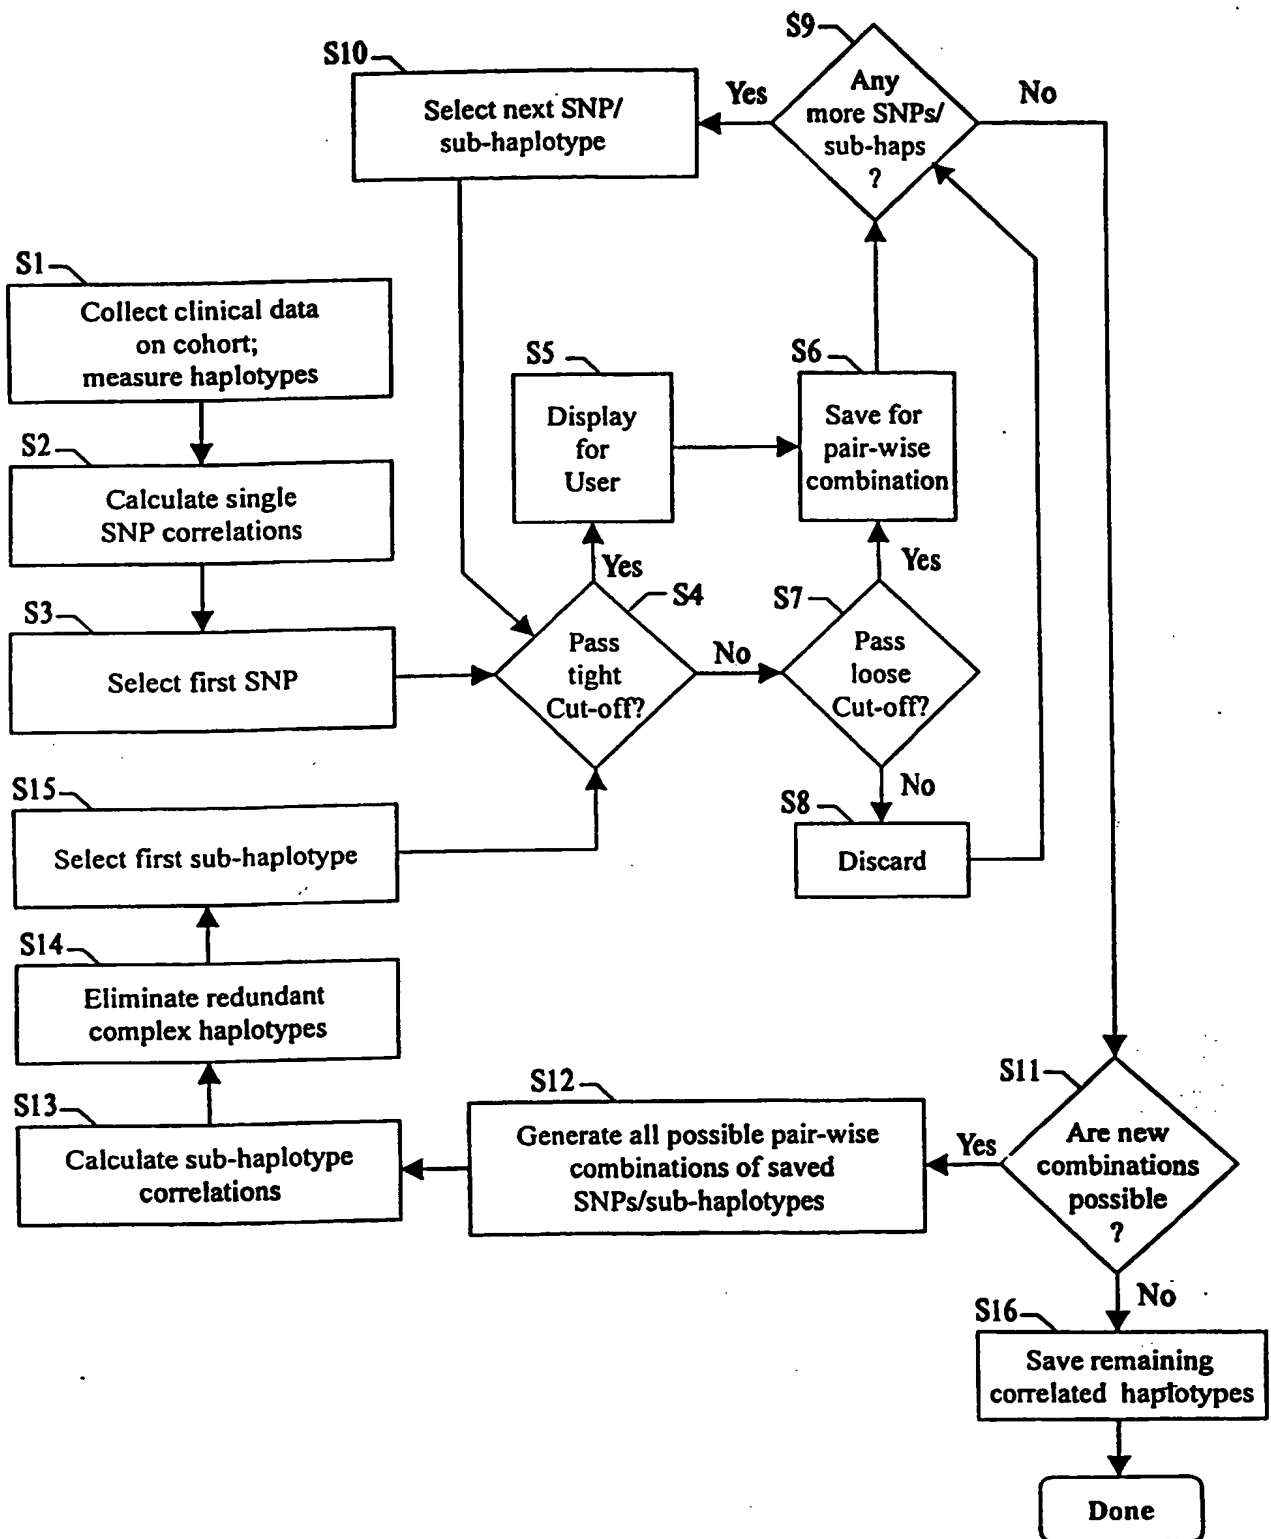 S9
S10
Any
more SNPs/
sub-haps
?
Yes
No
Select next SNP/
sub-haplotype
S1
Collect clinical data
on cohort;
measure haplotypes
S5
Display
for
User
S6
Save for
pair-wise
combination
S2
Calculate single
SNP correlations
Yes
Yes
S3
Select first SNP
S4
Pass
tight
Cut-off?
No
S7
Pass
loose
Cut-off?
No
S15
Select first sub-haplotype
S8
Discard
S14
Eliminate redundant
complex haplotypes
S13
Calculate sub-haplotype
correlations
S12
Generate all possible pair-wise
combinations of saved
SNPs/sub-haplotypes
Yes
S11
Are new
combinations
possible
?
No
S16
Save remaining
correlated haplotypes
Done